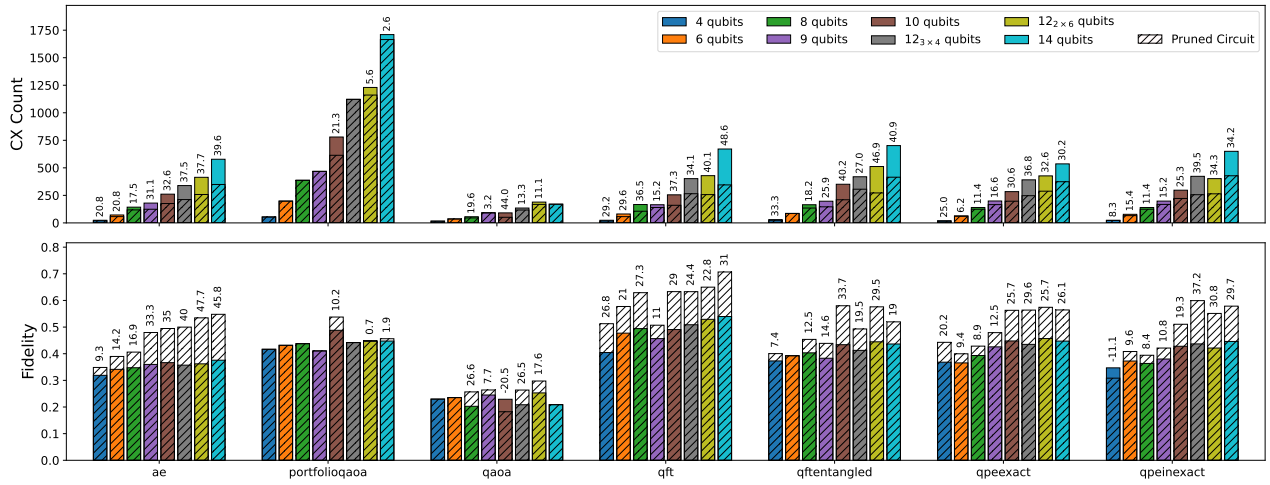 CX Count
1750
1500
1250
1000
750
500
250
0
4 qubits
6 qubits
8 qubits
9 qubits
10 qubits
12₃ₓ₄ qubits
12₂ₓ₆ qubits
14 qubits
Pruned Circuit
20.8 20.8 17.5 31.1 32.6 37.5 37.7 39.6
21.3 5.6 2.6
19.6 3.2 44.0 13.3 11.1
29.2 29.6 36.5 15.2 37.3 34.1 40.1 48.6
33.3 18.2 25.9 40.2 27.0 46.9 40.9
25.0 6.2 11.4 16.6 30.6 36.8 32.6 30.2
8.3 15.4 11.4 15.2 25.3 39.5 34.3 34.2
Fidelity
0.8
0.7
0.6
0.5
0.4
0.3
0.2
0.1
0.0
9.3 14.2 16.9 33.3 35 40 47.7 45.8
10.2 0.7 1.9
26.6 7.7 -20.5 26.5 17.6
26.8 21 27.3 11 29 24.4 22.8 31
7.4 12.5 14.6 33.7 19.5 29.5 19
20.2 9.4 8.9 12.5 25.7 29.6 25.7 26.1
-11.1 9.6 8.4 10.8 19.3 37.2 30.8 29.7
ae portfolioqaoa qaoa qft qftentangled qpeexact qpeinexact